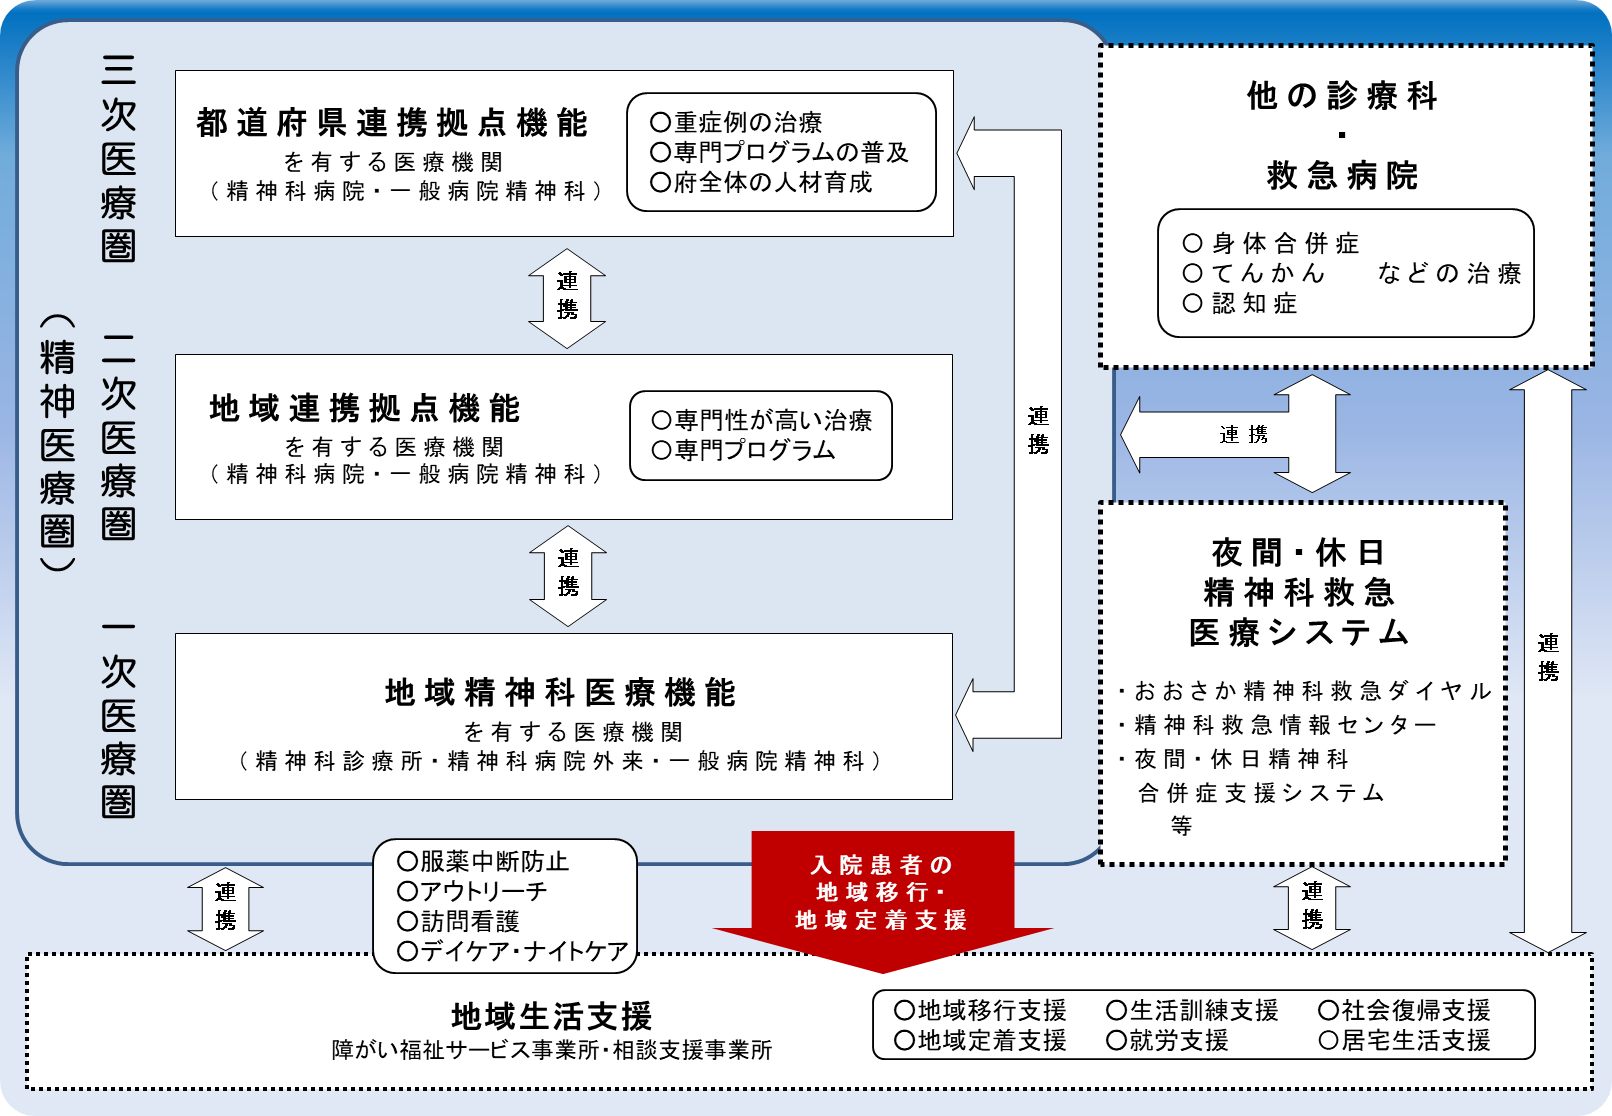 三次医療圏
都道府県連携拠点機能
を有する医療機関
（精神科病院・一般病院精神科）
〇重症例の治療
〇専門プログラムの普及
〇府全体の人材育成
連携
二次医療圏
（精神医療圏）
地域連携拠点機能
を有する医療機関
（精神科病院・一般病院精神科）
〇専門性が高い治療
〇専門プログラム
連携
連携
一次医療圏
地域精神科医療機能
を有する医療機関
（精神科診療所・精神科病院外来・一般病院精神科）
他の診療科
・
救急病院
〇身体合併症
〇てんかん　などの治療
〇認知症
連携
夜間・休日
精神科救急
医療システム
・おおさか精神科救急ダイヤル
・精神科救急情報センター
・夜間・休日精神科
合併症支援システム
等
連携
連携
〇服薬中断防止
〇アウトリーチ
〇訪問看護
〇デイケア・ナイトケア
入院患者の
地域移行・
地域定着支援
連携
地域生活支援
障がい福祉サービス事業所・相談支援事業所
〇地域移行支援　〇生活訓練支援　〇社会復帰支援
〇地域定着支援　〇就労支援　〇居宅生活支援